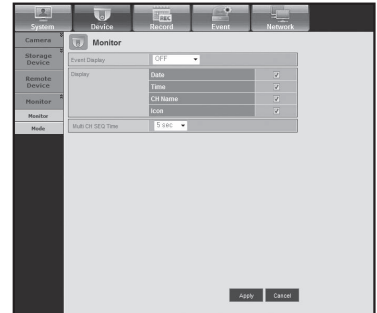 System Device Record Event Network
REC
Camera
Storage
Device
Remote
Device
Monitor
Monitor
Mode
Monitor
Event Display OFF
Display Date
Time
CH Name
Icon
Multi CH SEQ Time 5 sec
Apply Cancel